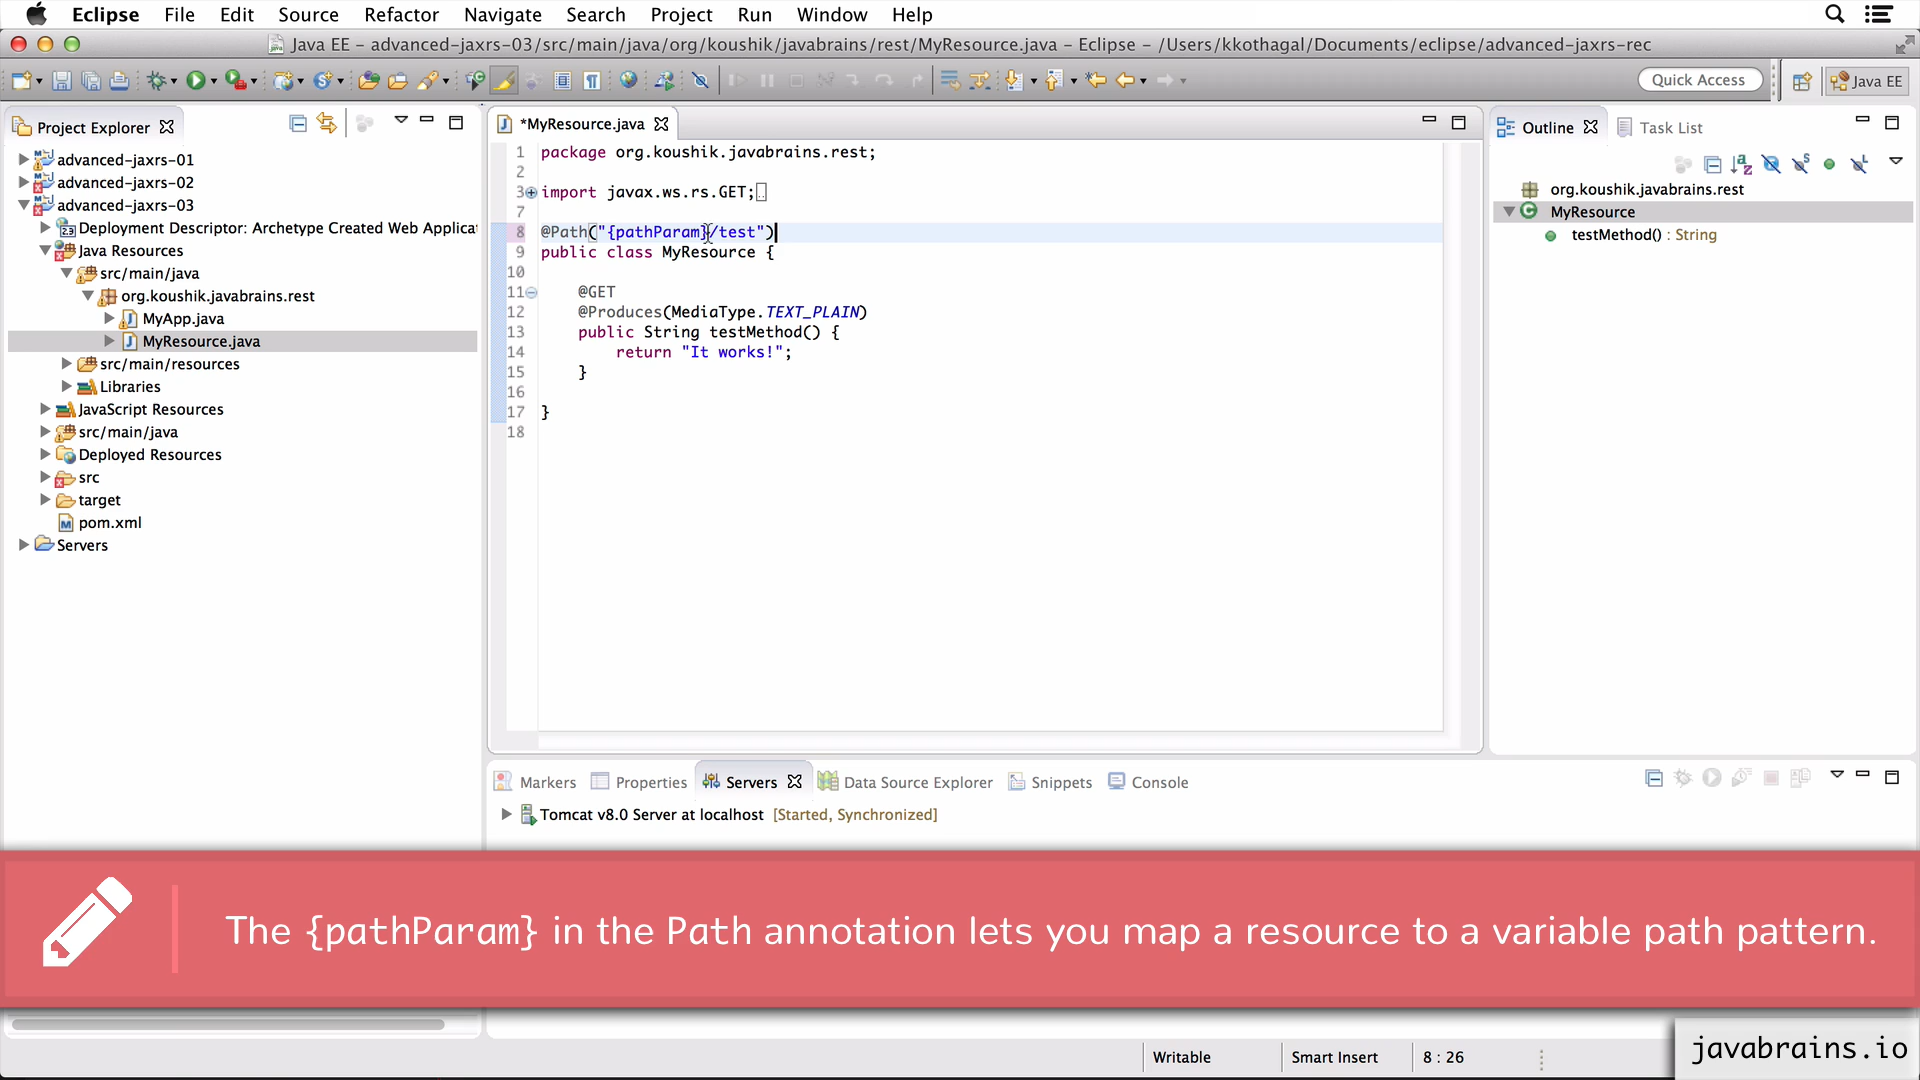 Eclipse File Edit Source Refactor Navigate Search Project Run Window Help
Java EE – advanced-jaxrs-03/src/main/java/org/koushik/javabrains/rest/MyResource.java – Eclipse – /Users/kkothagal/Documents/eclipse/advanced-jaxrs-rec
Quick Access
Java EE
Project Explorer
advanced-jaxrs-01
advanced-jaxrs-02
advanced-jaxrs-03
Deployment Descriptor: Archetype Created Web Applica
Java Resources
src/main/java
org.koushik.javabrains.rest
MyApp.java
MyResource.java
src/main/resources
Libraries
JavaScript Resources
src/main/java
Deployed Resources
src
target
pom.xml
Servers
*MyResource.java
1 package org.koushik.javabrains.rest;
2
3 import javax.ws.rs.GET;
7
8 @Path("{pathParam}/test")
9 public class MyResource {
10
11 @GET
12 @Produces(MediaType.TEXT_PLAIN)
13 public String testMethod() {
14 return "It works!";
15 }
16
17 }
18
Outline Task List
org.koushik.javabrains.rest
MyResource
testMethod() : String
Markers Properties Servers Data Source Explorer Snippets Console
Tomcat v8.0 Server at localhost [Started, Synchronized]
The {pathParam} in the Path annotation lets you map a resource to a variable path pattern.
Writable Smart Insert 8 : 26
javabrains.io